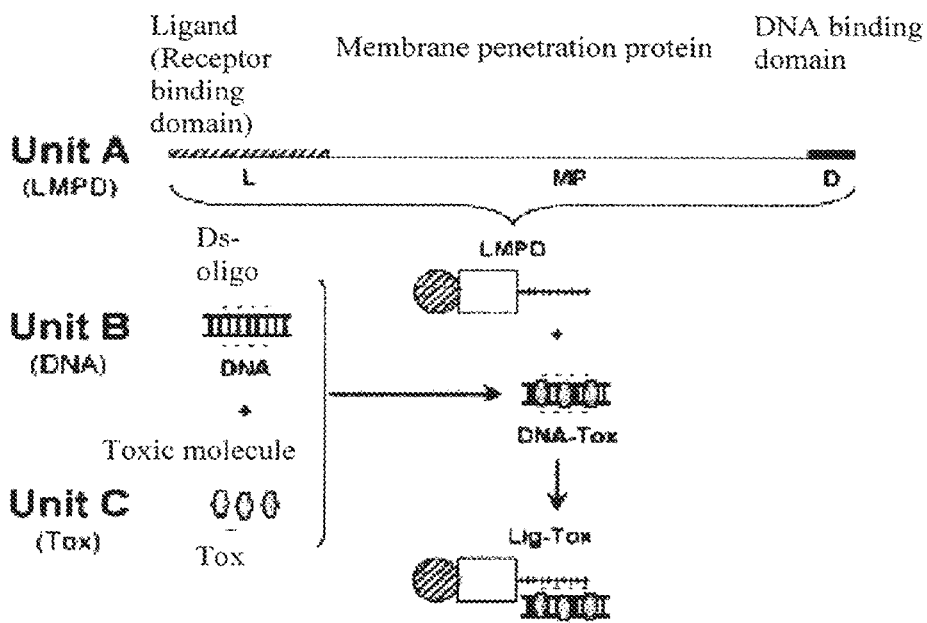 Ligand
(Receptor
binding
domain)
Membrane penetration protein
DNA binding
domain
Unit A
(LMPD)
L
MP
D
LMPD
Ds-
oligo
Unit B
(DNA)
DNA
+
+
DNA-Tox
Toxic molecule
Unit C
(Tox)
Tox
Lig-Tox